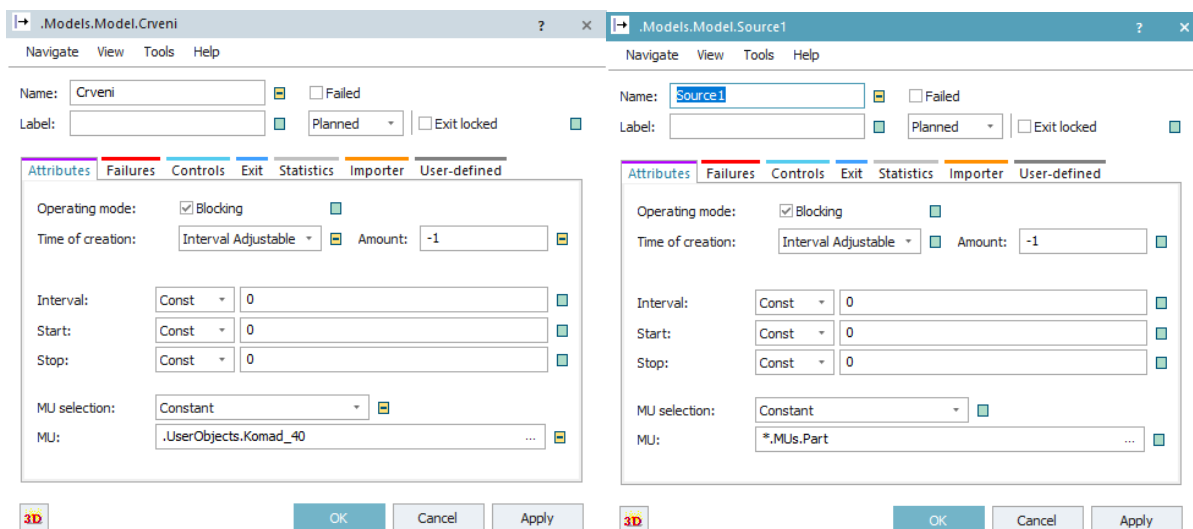 .Models.Model.Crveni ? ×
Navigate View Tools Help
Name: Crveni Failed
Label: Planned Exit locked
Attributes Failures Controls Exit Statistics Importer User-defined
Operating mode: Blocking
Time of creation: Interval Adjustable Amount: -1
Interval: Const 0
Start: Const 0
Stop: Const 0
MU selection: Constant
MU: .UserObjects.Komad_40 ...
3D OK Cancel Apply
.Models.Model.Source1 ? ×
Navigate View Tools Help
Name: Source1 Failed
Label: Planned Exit locked
Attributes Failures Controls Exit Statistics Importer User-defined
Operating mode: Blocking
Time of creation: Interval Adjustable Amount: -1
Interval: Const 0
Start: Const 0
Stop: Const 0
MU selection: Constant
MU: *.MUs.Part ...
3D OK Cancel Apply